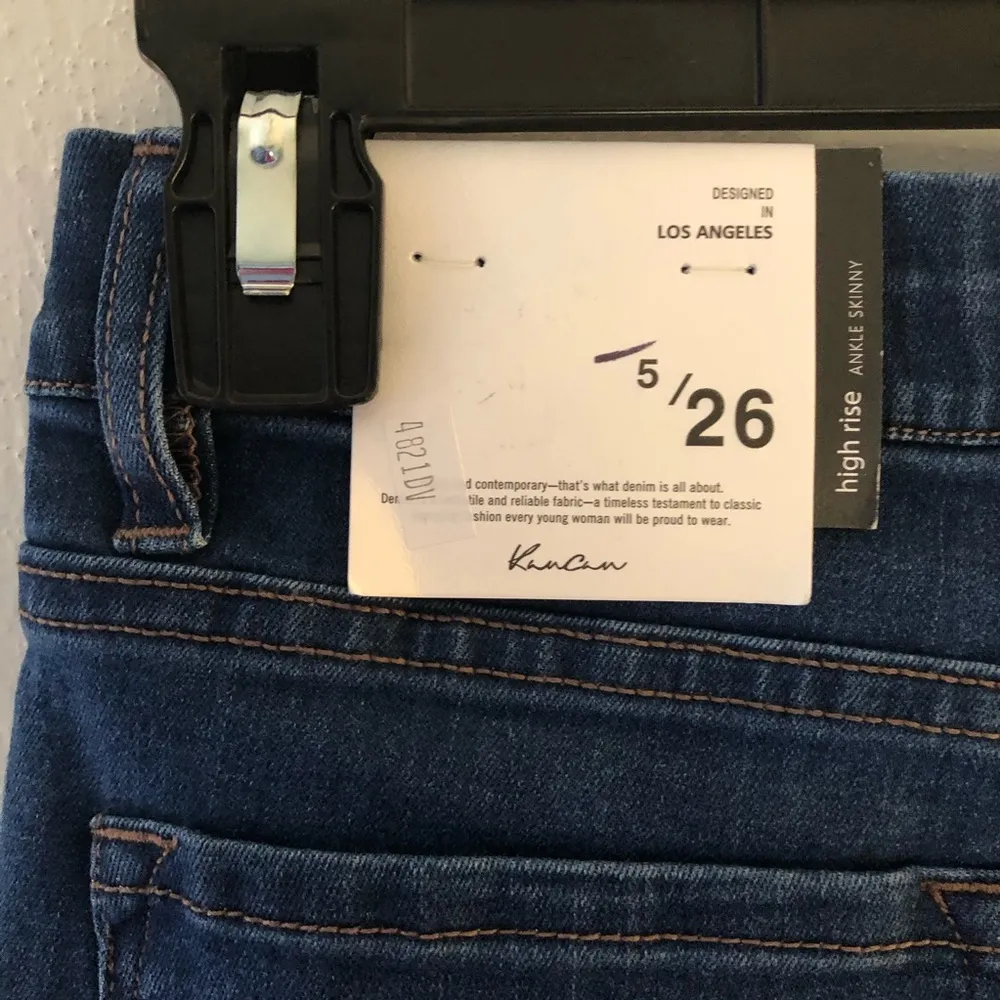 DESIGNED
IN
LOS ANGELES
5/26
high rise ANKLE SKINNY
4821DV
d contemporary—that's what denim is all about.
Den tile and reliable fabric—a timeless testament to classic
shion every young woman will be proud to wear.
KanCan